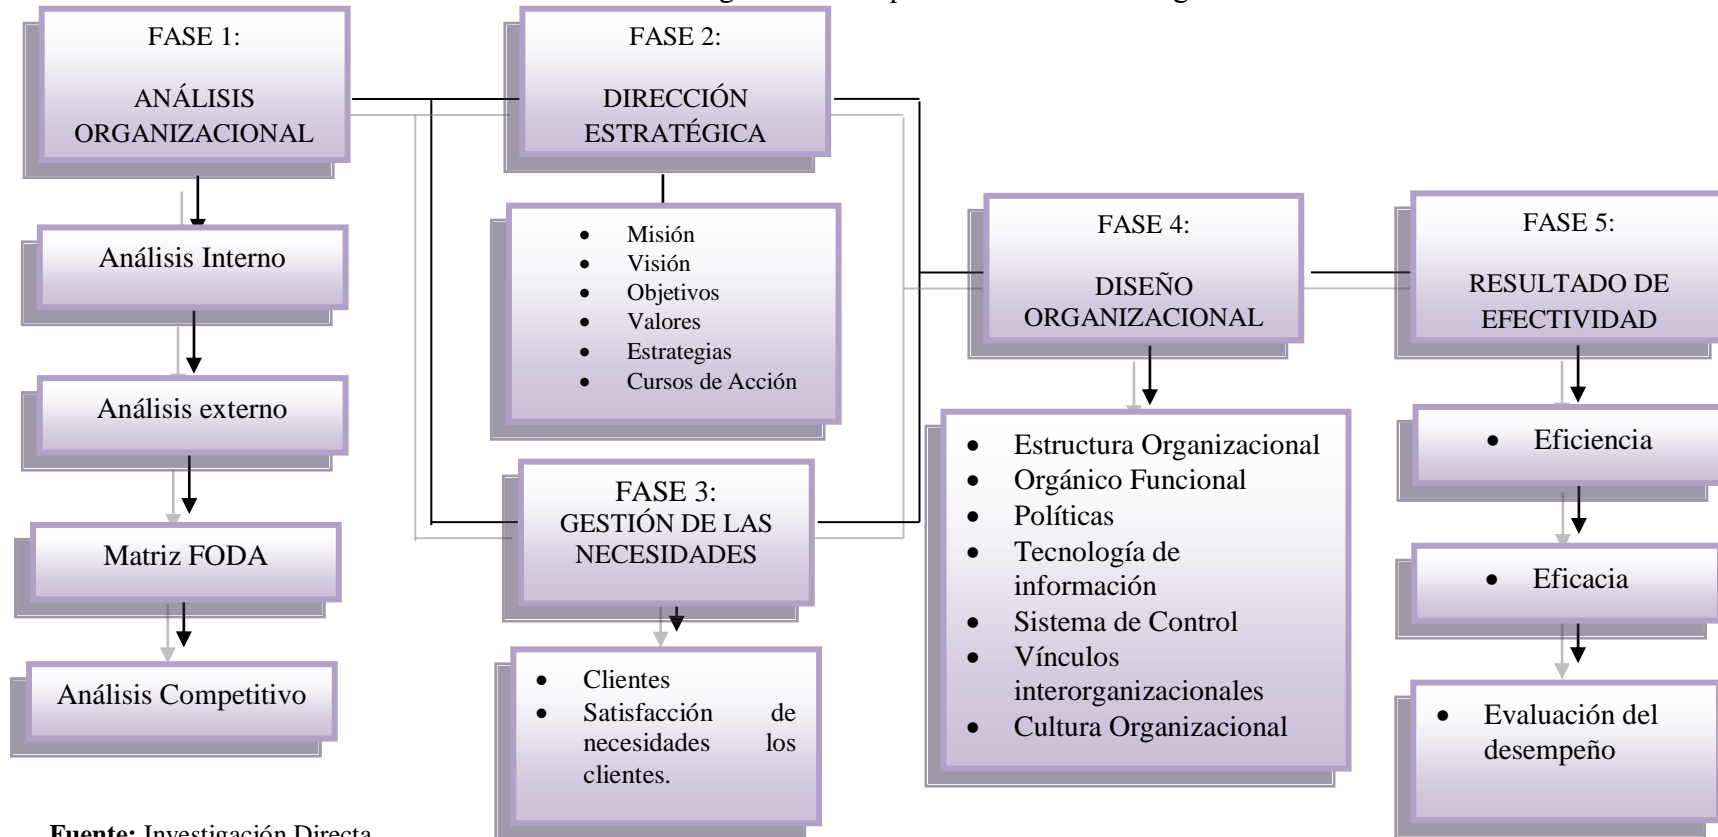 FASE 1:
ANÁLISIS
ORGANIZACIONAL
Análisis Interno
Análisis externo
Matriz FODA
Análisis Competitivo
FASE 2:
DIRECCIÓN
ESTRATÉGICA
• Misión
• Visión
• Objetivos
• Valores
• Estrategias
• Cursos de Acción
FASE 3:
GESTIÓN DE LAS
NECESIDADES
• Clientes
• Satisfacción de
necesidades los
clientes.
FASE 4:
DISEÑO
ORGANIZACIONAL
• Estructura Organizacional
• Orgánico Funcional
• Políticas
• Tecnología de
información
• Sistema de Control
• Vínculos
interorganizacionales
• Cultura Organizacional
FASE 5:
RESULTADO DE
EFECTIVIDAD
• Eficiencia
• Eficacia
• Evaluación del
desempeño
Fuente: Investigación Directa